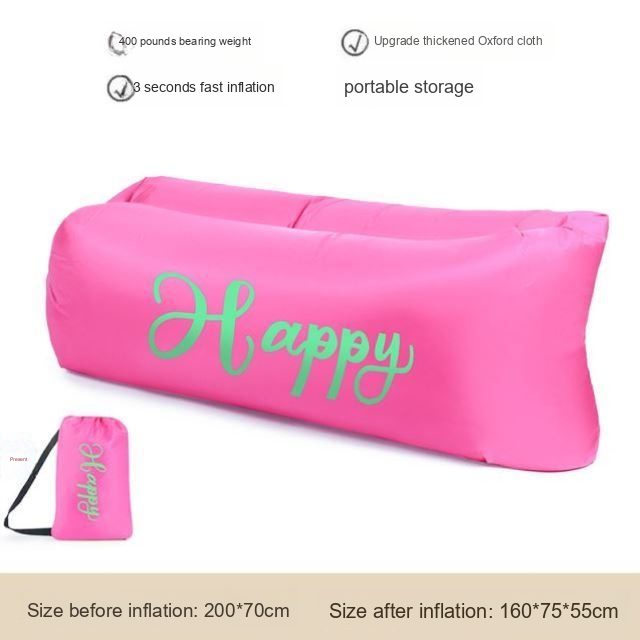 400 pounds bearing weight
Upgrade thickened Oxford cloth
3 seconds fast inflation
portable storage
Happy
Present
Happy
Size before inflation: 200*70cm
Size after inflation: 160*75*55cm